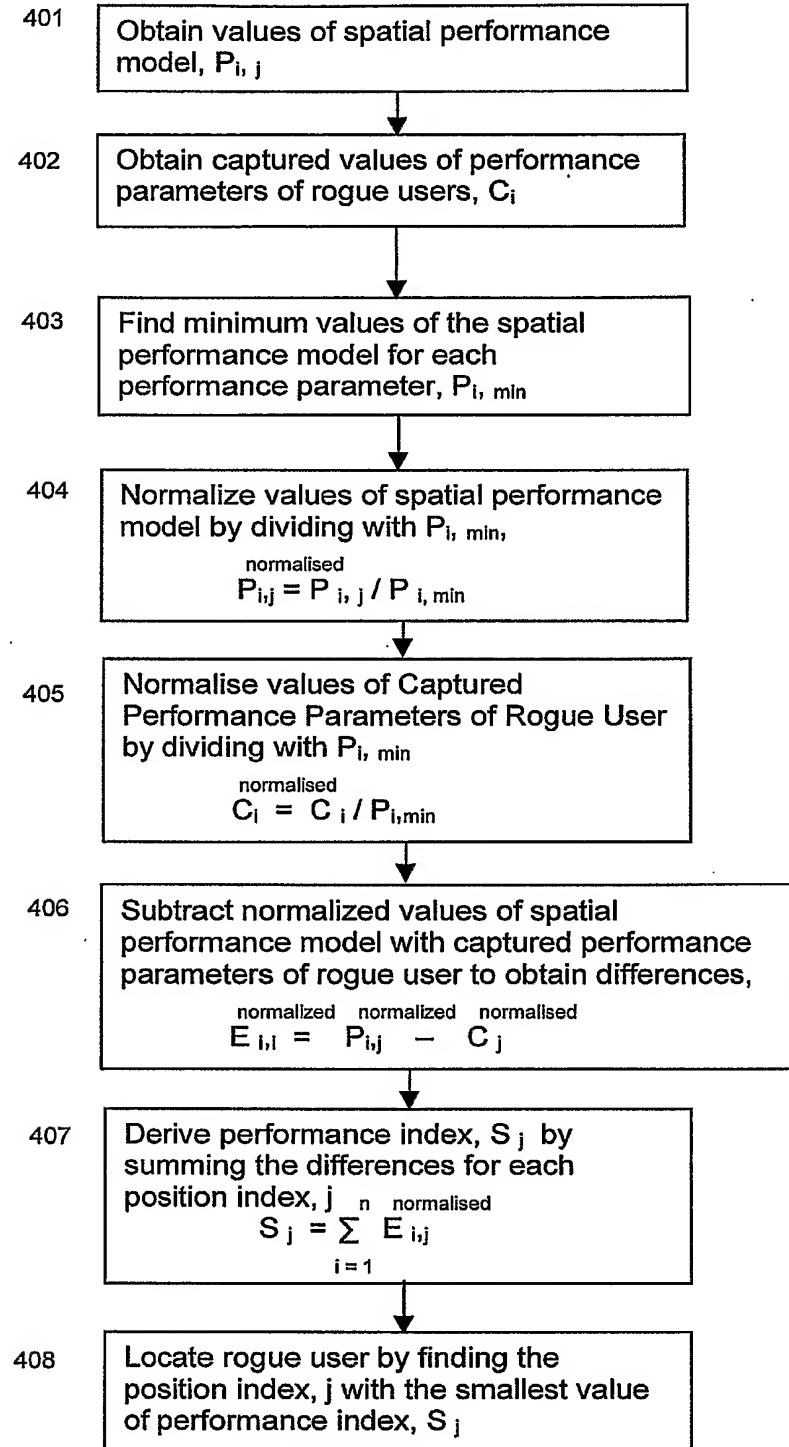 401
Obtain values of spatial performance
model, Pi, j
402
Obtain captured values of performance
parameters of rogue users, Ci
403
Find minimum values of the spatial
performance model for each
performance parameter, Pi, min
404
Normalize values of spatial performance
model by dividing with Pi, min,
normalised
Pi,j = P i, j / P i, min
405
Normalise values of Captured
Performance Parameters of Rogue User
by dividing with Pi, min
normalised
Ci = C i / Pi,min
406
Subtract normalized values of spatial
performance model with captured performance
parameters of rogue user to obtain differences,
normalized normalized normalised
E i,i = Pi,j – C j
407
Derive performance index, S j by
summing the differences for each
position index, j n normalised
S j = Σ E i,j
i = 1
408
Locate rogue user by finding the
position index, j with the smallest value
of performance index, S j